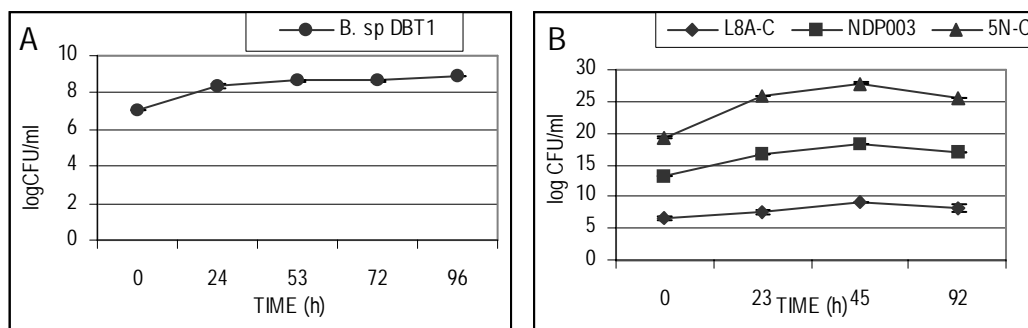 A
B. sp DBT1
10
8
6
4
2
0
logCFU/ml
0 24 53 72 96
TIME (h)
B
L8A-C NDP003 5N-C
30
25
20
15
10
5
0
log CFU/ml
0 23 45 92
TIME (h)